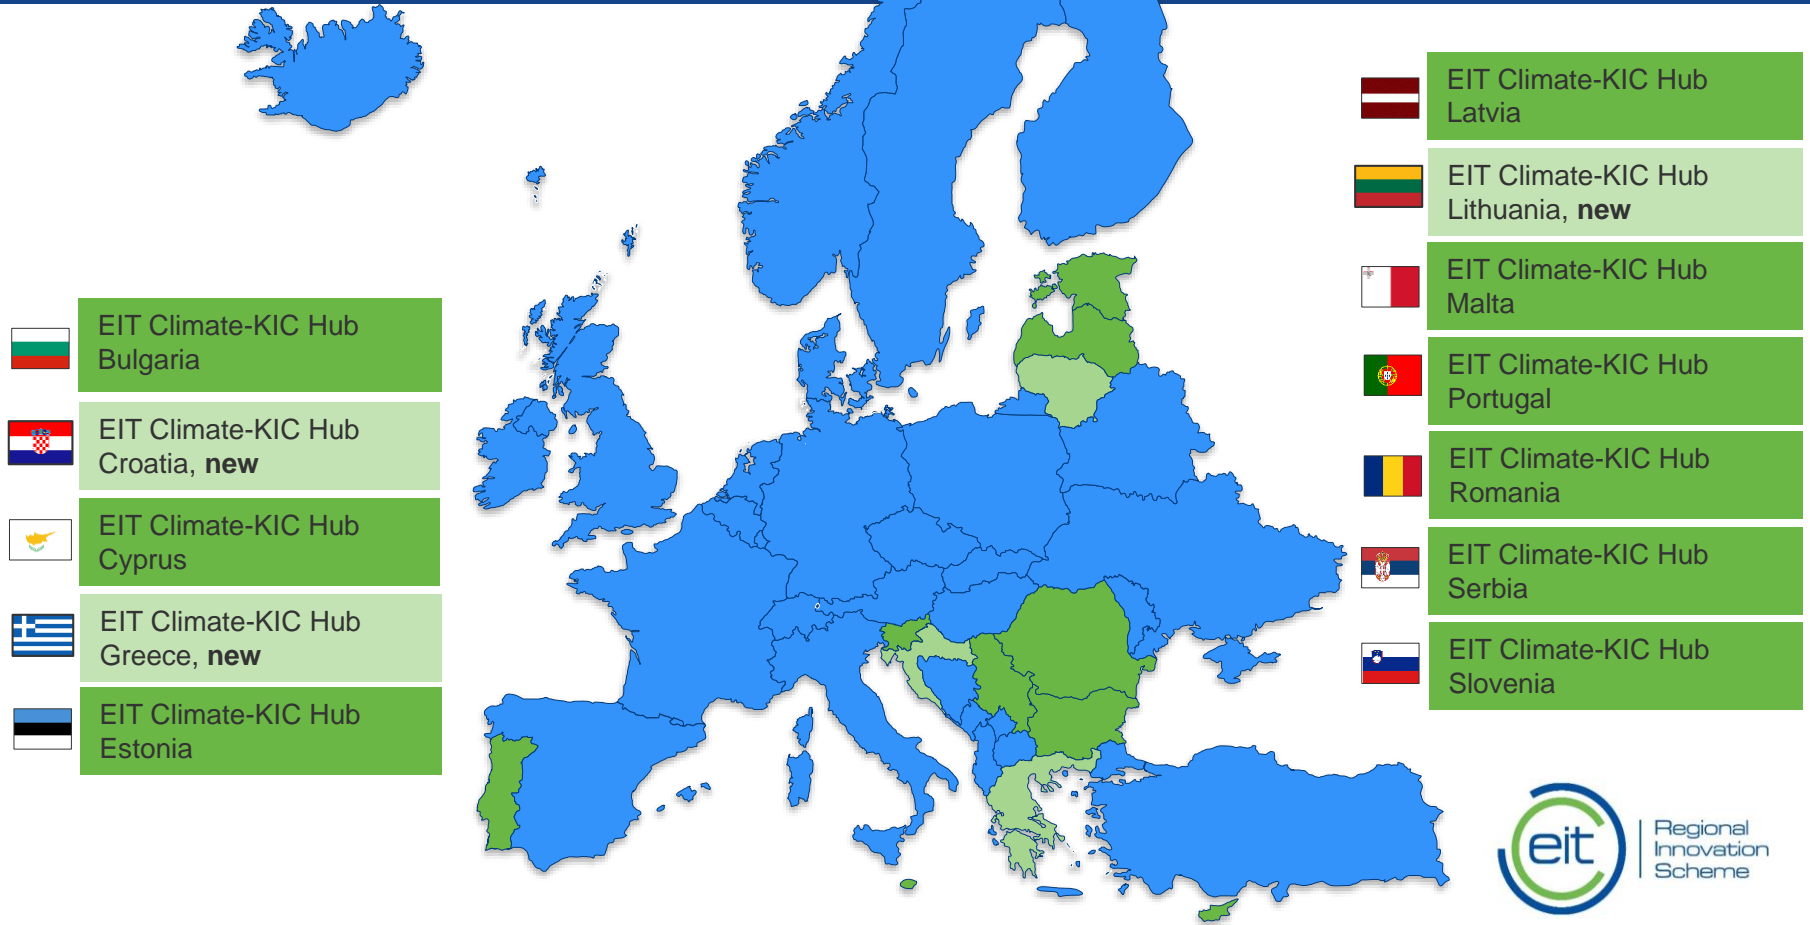 EIT Climate-KIC Hub
Bulgaria
EIT Climate-KIC Hub
Croatia, new
EIT Climate-KIC Hub
Cyprus
EIT Climate-KIC Hub
Greece, new
EIT Climate-KIC Hub
Estonia
EIT Climate-KIC Hub
Latvia
EIT Climate-KIC Hub
Lithuania, new
EIT Climate-KIC Hub
Malta
EIT Climate-KIC Hub
Portugal
EIT Climate-KIC Hub
Romania
EIT Climate-KIC Hub
Serbia
EIT Climate-KIC Hub
Slovenia
eit
Regional
Innovation
Scheme